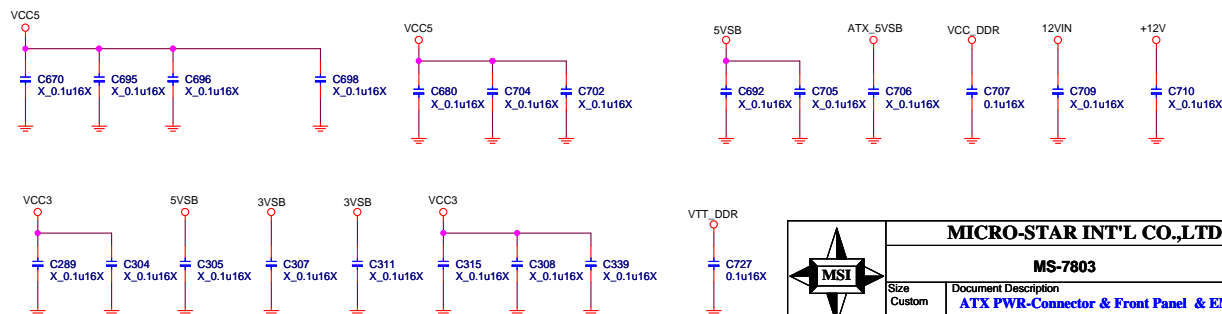 VCC5
C670
X_0.1u16X
C695
X_0.1u16X
C696
X_0.1u16X
C698
X_0.1u16X
VCC5
C680
X_0.1u16X
C704
X_0.1u16X
C702
X_0.1u16X
5VSB
C692
X_0.1u16X
C705
X_0.1u16X
ATX_5VSB
C706
X_0.1u16X
VCC_DDR
C707
0.1u16X
12VIN
C709
X_0.1u16X
+12V
C710
X_0.1u16X
VCC3
C289
X_0.1u16X
C304
X_0.1u16X
5VSB
C305
X_0.1u16X
3VSB
C307
X_0.1u16X
3VSB
C311
X_0.1u16X
VCC3
C315
X_0.1u16X
C308
X_0.1u16X
C339
X_0.1u16X
VTT_DDR
C727
0.1u16X
MSI
MICRO-STAR INT'L CO.,LTD
MS-7803
Size
Custom
Document Description
ATX PWR-Connector & Front Panel &